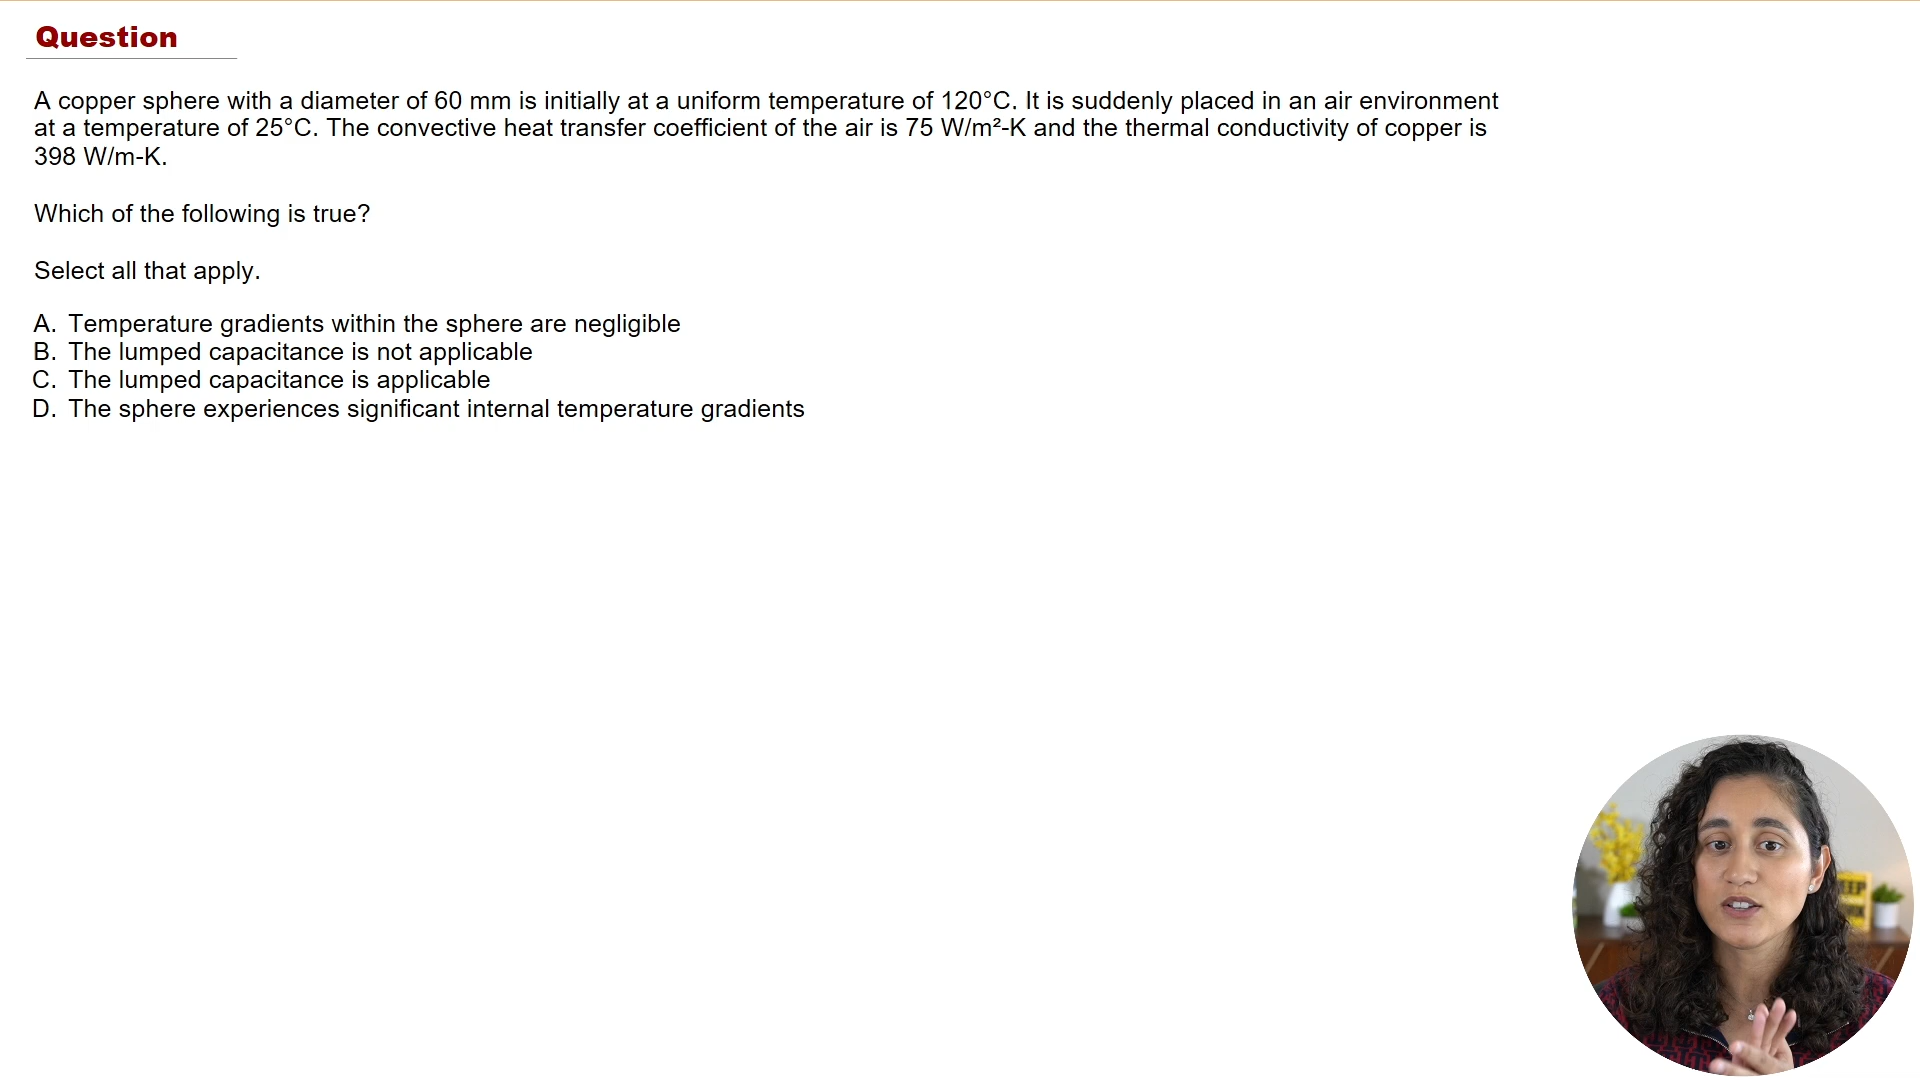 Question
A copper sphere with a diameter of 60 mm is initially at a uniform temperature of 120°C. It is suddenly placed in an air environment
at a temperature of 25°C. The convective heat transfer coefficient of the air is 75 W/m²-K and the thermal conductivity of copper is
398 W/m-K.
Which of the following is true?
Select all that apply.
A. Temperature gradients within the sphere are negligible
B. The lumped capacitance is not applicable
C. The lumped capacitance is applicable
D. The sphere experiences significant internal temperature gradients